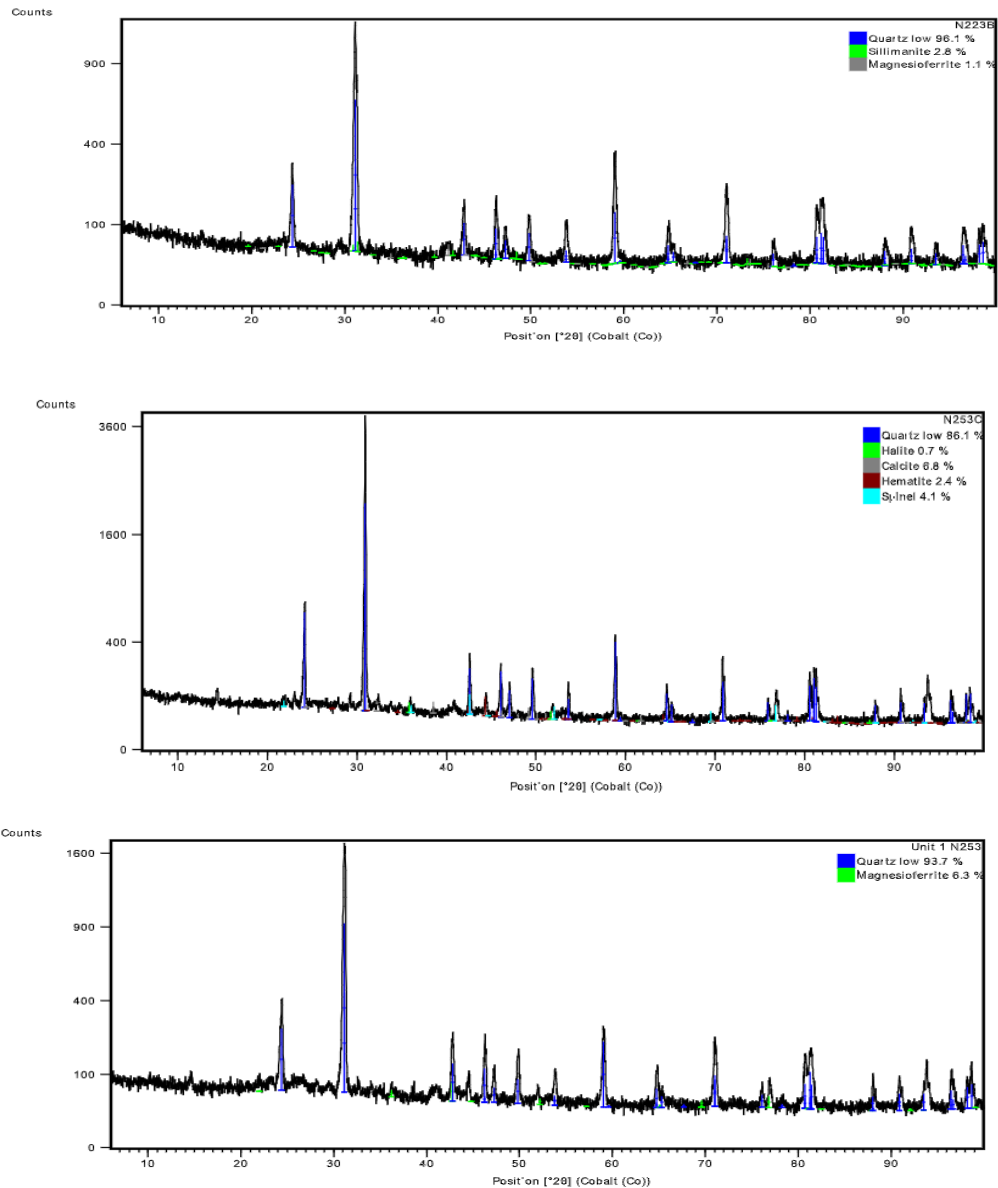 Counts
N223B
Quartz low 96.1 %
Sillimanite 2.8 %
Magnesioferrite 1.1 %
900
400
100
0
10 20 30 40 50 60 70 80 90
Position [°2θ] (Cobalt (Co))
Counts
N253C
Quartz low 86.1 %
Halite 0.7 %
Calcite 6.8 %
Hematite 2.4 %
Spinel 4.1 %
3600
1600
400
0
10 20 30 40 50 60 70 80 90
Position [°2θ] (Cobalt (Co))
Counts
Unit 1 N253
Quartz low 93.7 %
Magnesioferrite 6.3 %
1600
900
400
100
0
10 20 30 40 50 60 70 80 90
Position [°2θ] (Cobalt (Co))